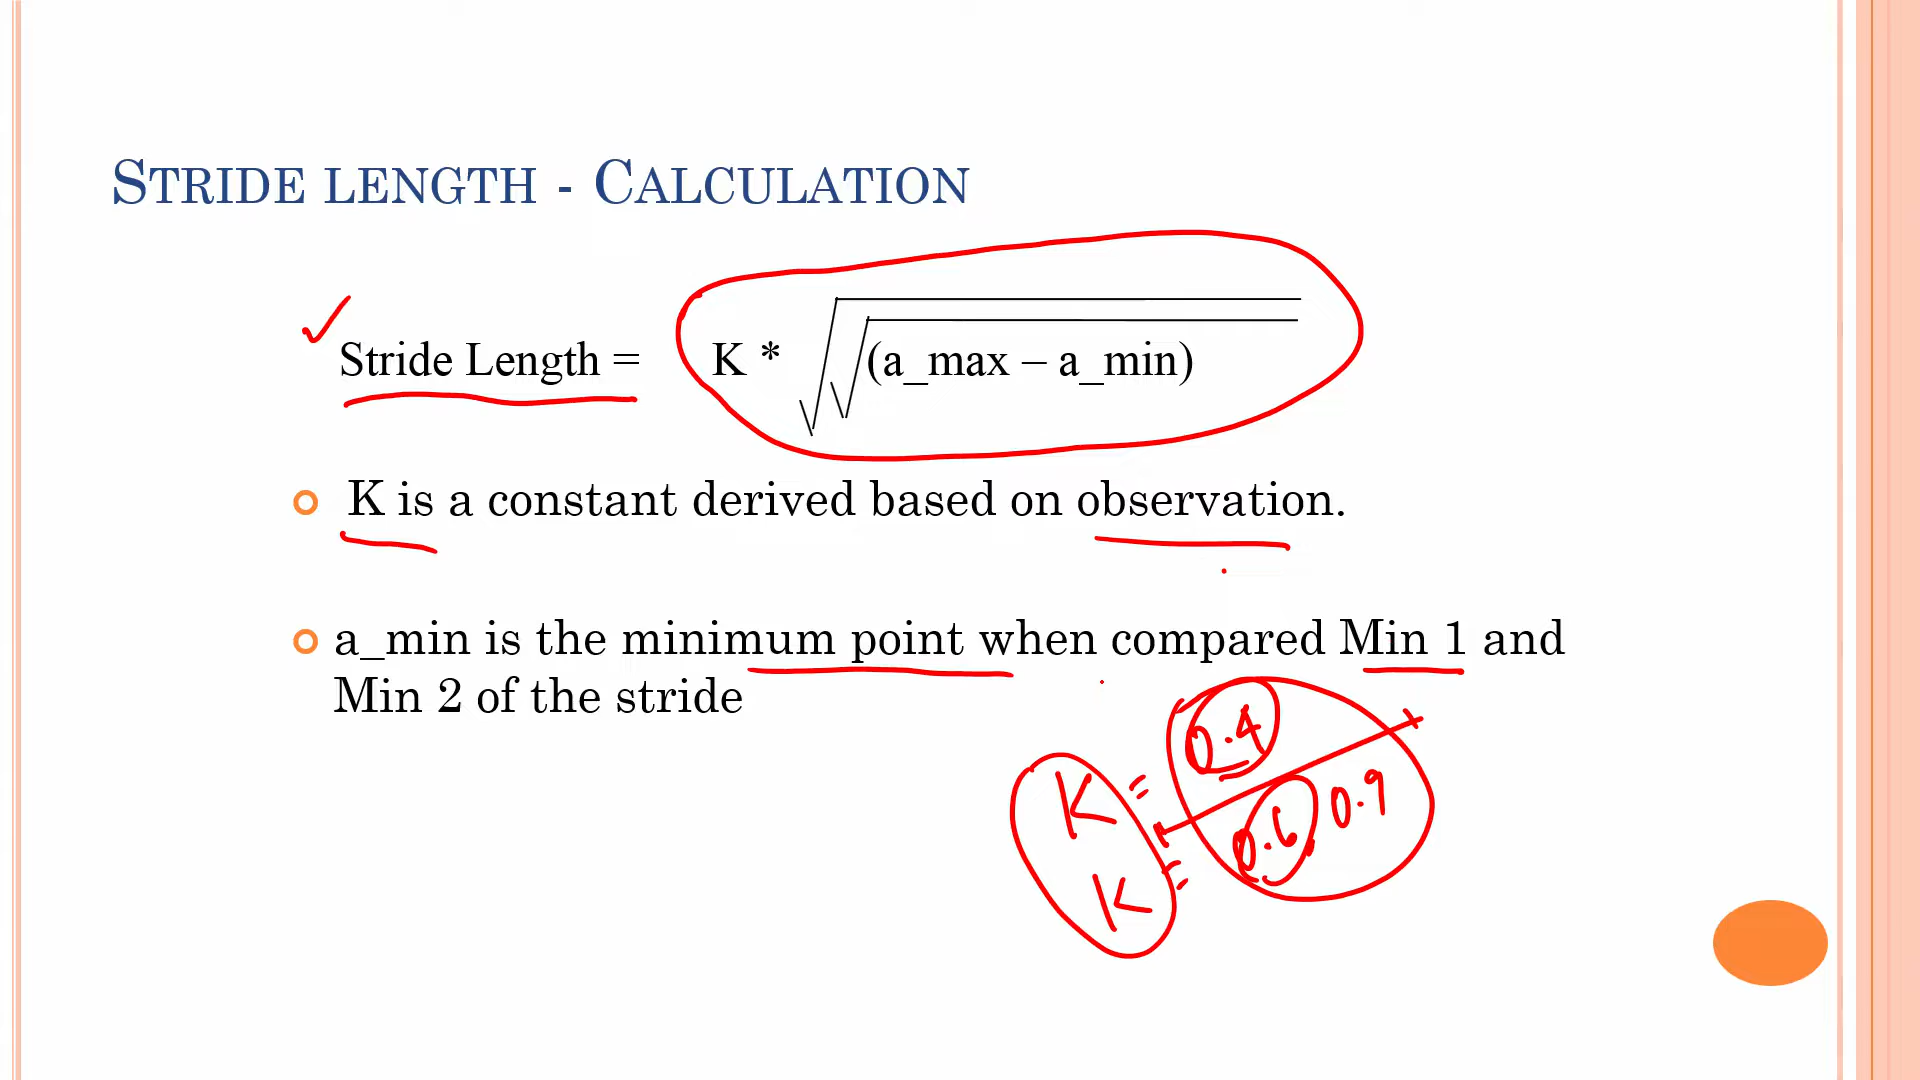 STRIDE LENGTH - CALCULATION
Stride Length = K * √√(a_max – a_min)
K is a constant derived based on observation.
a_min is the minimum point when compared Min 1 and
Min 2 of the stride
K = 0.4
K = 0.6, 0.9